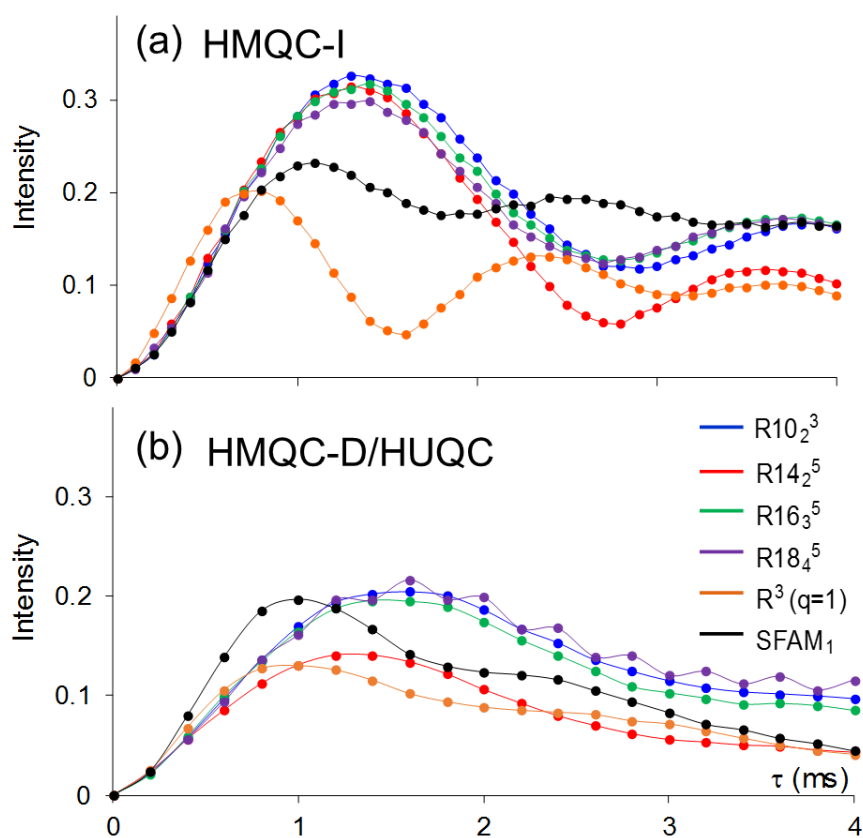 (a) HMQC-I
Intensity
0.3
0.2
0.1
0
(b) HMQC-D/HUQC
Intensity
0.3
0.2
0.1
0
R10₂³
R14₂⁵
R16₃⁵
R18₄⁵
R³ (q=1)
SFAM₁
τ (ms)
0 1 2 3 4